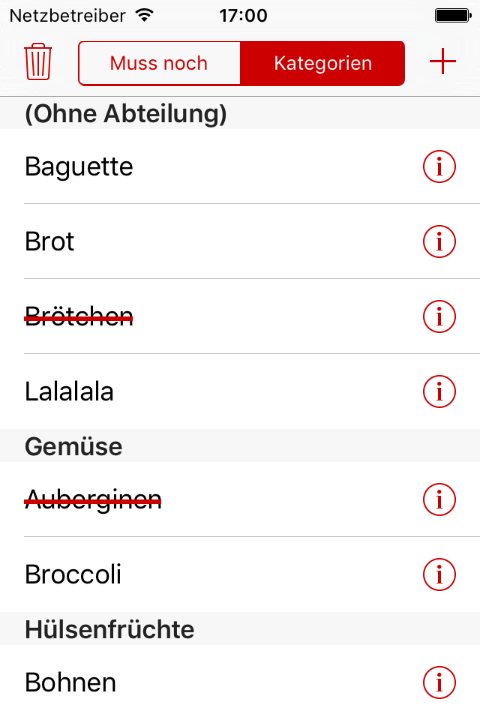 Netzbetreiber 17:00
Muss noch Kategorien
(Ohne Abteilung)
Baguette
Brot
Brötchen
Lalalala
Gemüse
Auberginen
Broccoli
Hülsenfrüchte
Bohnen